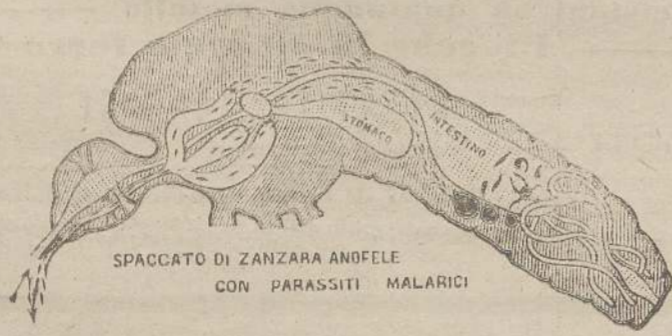 STOMACO
INTESTINO
SPACCATO DI ZANZARA ANOFELE
CON PARASSITI MALARICI